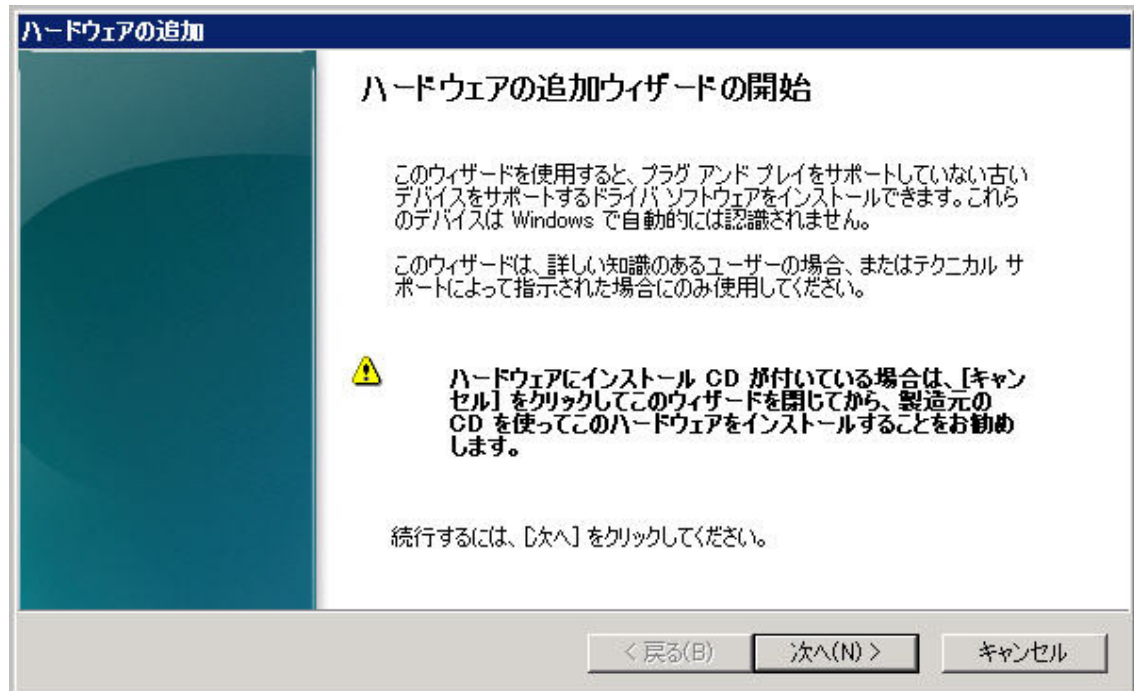 ハードウェアの追加
ハードウェアの追加ウィザードの開始
このウィザードを使用すると、プラグ アンド プレイをサポートしていない古い
デバイスをサポートするドライバ ソフトウェアをインストールできます。これら
のデバイスは Windows で自動的には認識されません。
このウィザードは、詳しい知識のあるユーザーの場合、またはテクニカル サ
ポートによって指示された場合にのみ使用してください。
ハードウェアにインストール CD が付いている場合は、[キャン
セル] をクリックしてこのウィザードを閉じてから、製造元の
CD を使ってこのハードウェアをインストールすることをお勧め
します。
続行するには、[次へ] をクリックしてください。
< 戻る(B) 次へ(N) > キャンセル